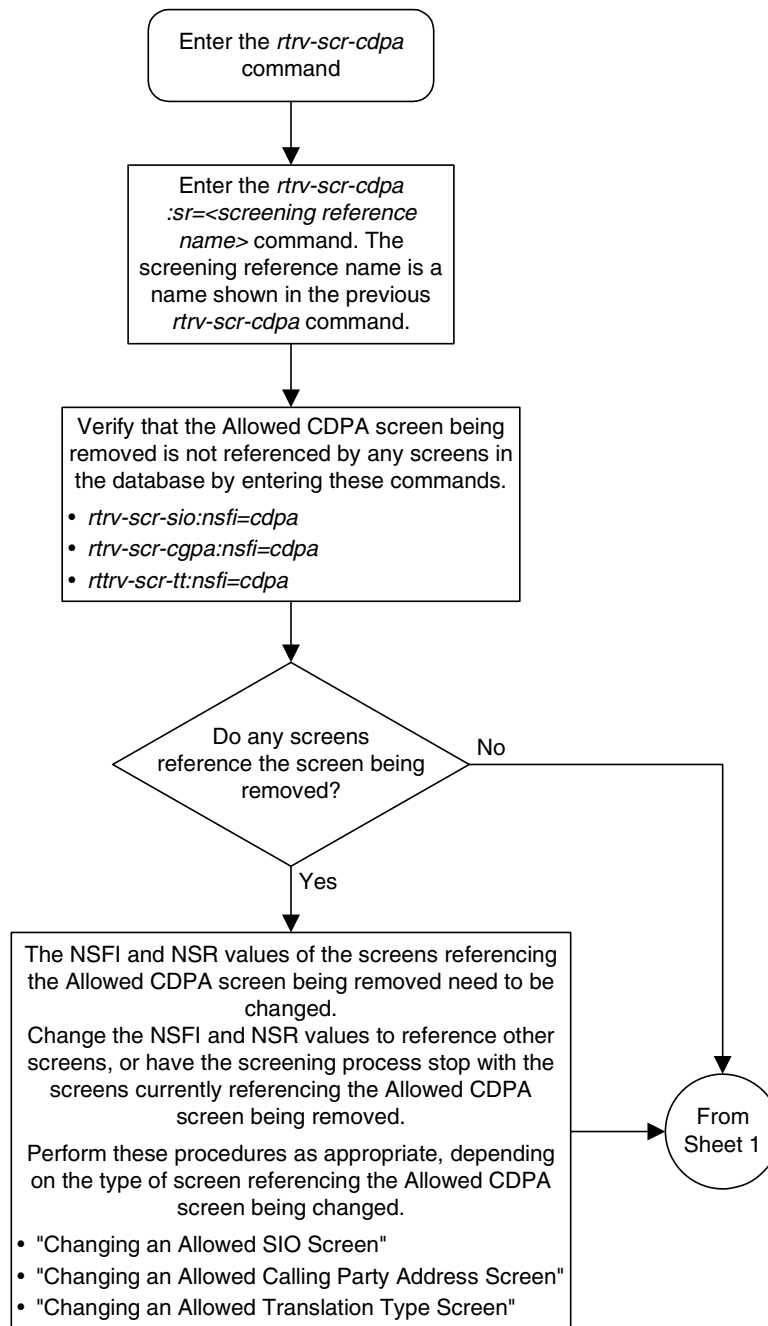 Enter the rtrv-scr-cdpa
command
Enter the rtrv-scr-cdpa
:sr=<screening reference
name> command. The
screening reference name is a
name shown in the previous
rtrv-scr-cdpa command.
Verify that the Allowed CDPA screen being
removed is not referenced by any screens in
the database by entering these commands.
• rtrv-scr-sio:nsfi=cdpa
• rtrv-scr-cgpa:nsfi=cdpa
• rttrv-scr-tt:nsfi=cdpa
Do any screens
reference the screen being
removed?
No
Yes
The NSFI and NSR values of the screens referencing
the Allowed CDPA screen being removed need to be
changed.
Change the NSFI and NSR values to reference other
screens, or have the screening process stop with the
screens currently referencing the Allowed CDPA
screen being removed.
Perform these procedures as appropriate, depending
on the type of screen referencing the Allowed CDPA
screen being changed.
• "Changing an Allowed SIO Screen"
• "Changing an Allowed Calling Party Address Screen"
• "Changing an Allowed Translation Type Screen"
From
Sheet 1